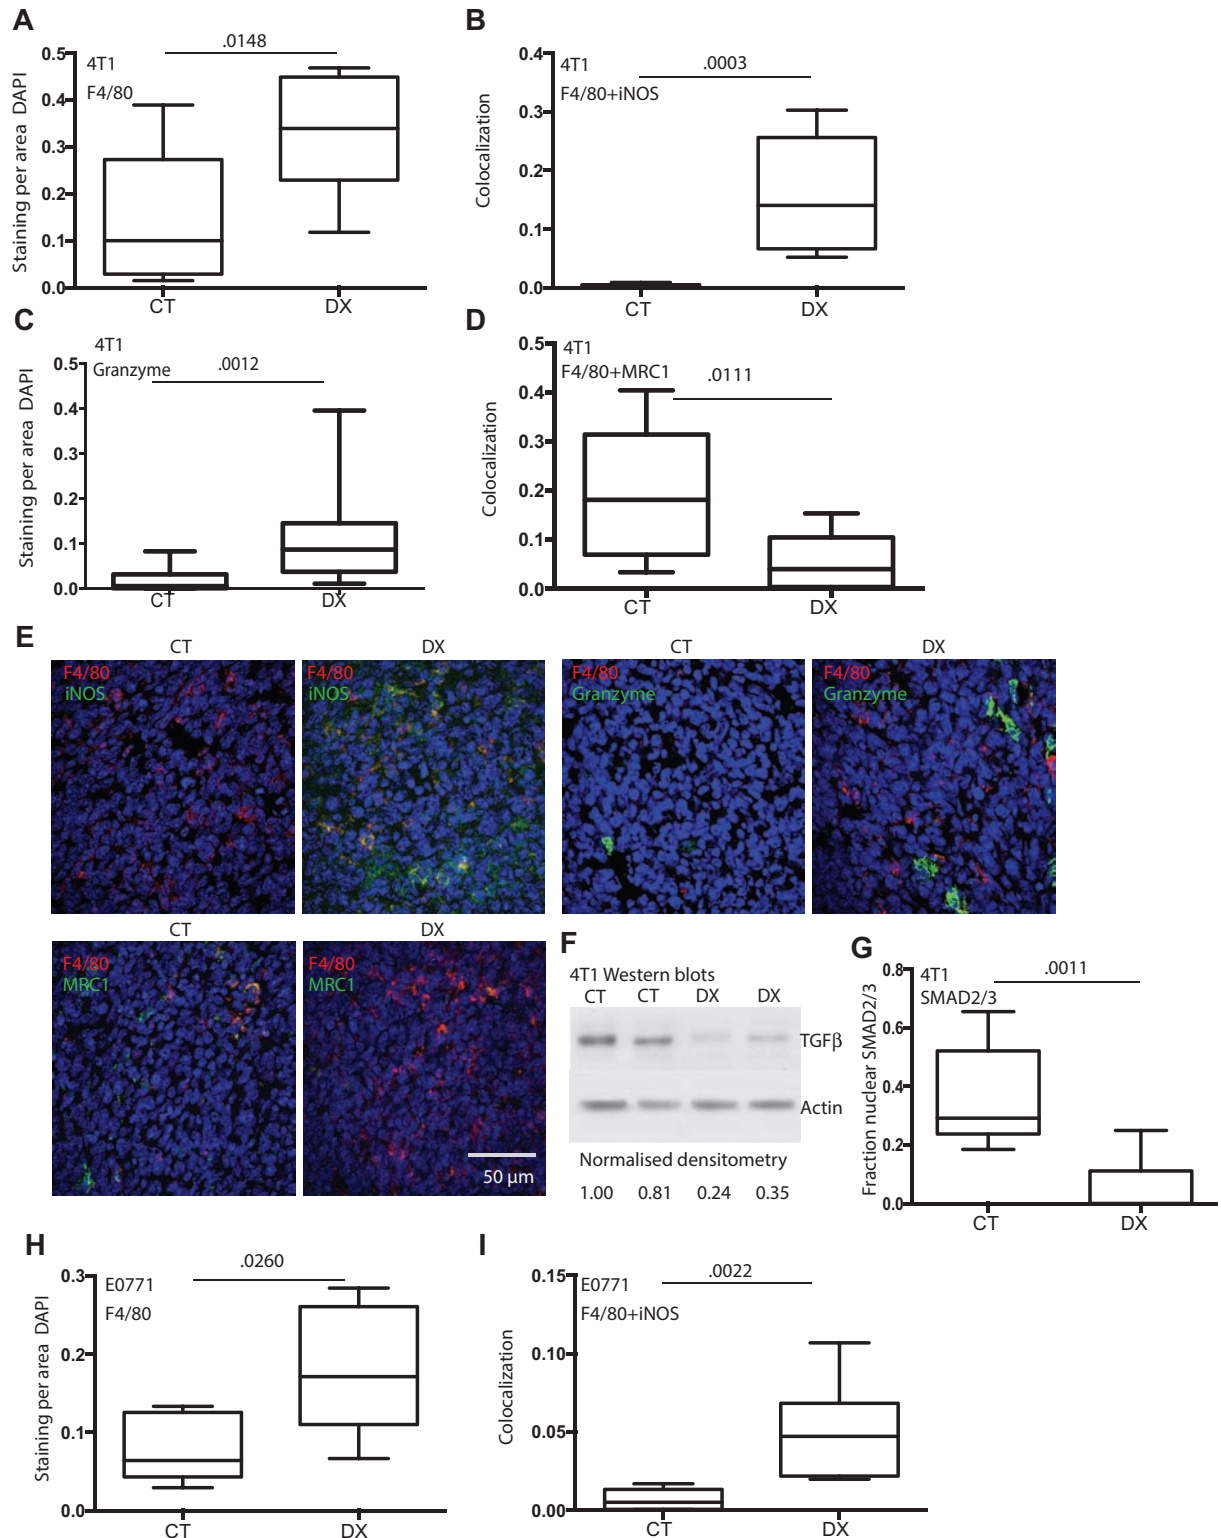 A
.0148
4T1
F4/80
Staining per area DAPI
0.5
0.4
0.3
0.2
0.1
0.0
CT DX
B
.0003
4T1
F4/80+iNOS
Colocalization
0.4
0.3
0.2
0.1
0.0
CT DX
C
4T1
Granzyme
.0012
Staining per area DAPI
0.5
0.4
0.3
0.2
0.1
0.0
CT DX
D
4T1
F4/80+MRC1
.0111
Colocalization
0.5
0.4
0.3
0.2
0.1
0.0
CT DX
E
CT DX CT DX
F4/80
iNOS
F4/80
iNOS
F4/80
Granzyme
F4/80
Granzyme
CT DX
F4/80
MRC1
F4/80
MRC1
50 μm
F
4T1 Western blots
CT CT DX DX
TGFβ
Actin
Normalised densitometry
1.00 0.81 0.24 0.35
G
.0011
4T1
SMAD2/3
Fraction nuclear SMAD2/3
0.8
0.6
0.4
0.2
0.0
CT DX
H
.0260
E0771
F4/80
Staining per area DAPI
0.3
0.2
0.1
0.0
CT DX
I
.0022
E0771
F4/80+iNOS
Colocalization
0.15
0.10
0.05
0.00
CT DX